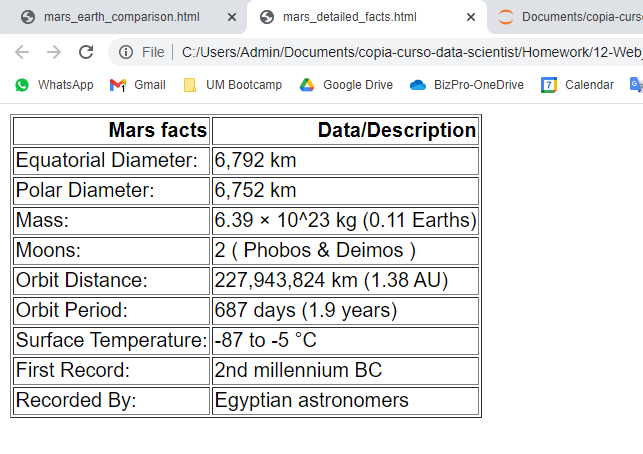 mars_earth_comparison.html mars_detailed_facts.html Documents/copia-curs
File C:/Users/Admin/Documents/copia-curso-data-scientist/Homework/12-Web_
WhatsApp Gmail UM Bootcamp Google Drive BizPro-OneDrive 7 Calendar
Mars facts Data/Description
Equatorial Diameter: 6,792 km
Polar Diameter: 6,752 km
Mass: 6.39 × 10^23 kg (0.11 Earths)
Moons: 2 ( Phobos & Deimos )
Orbit Distance: 227,943,824 km (1.38 AU)
Orbit Period: 687 days (1.9 years)
Surface Temperature: -87 to -5 °C
First Record: 2nd millennium BC
Recorded By: Egyptian astronomers